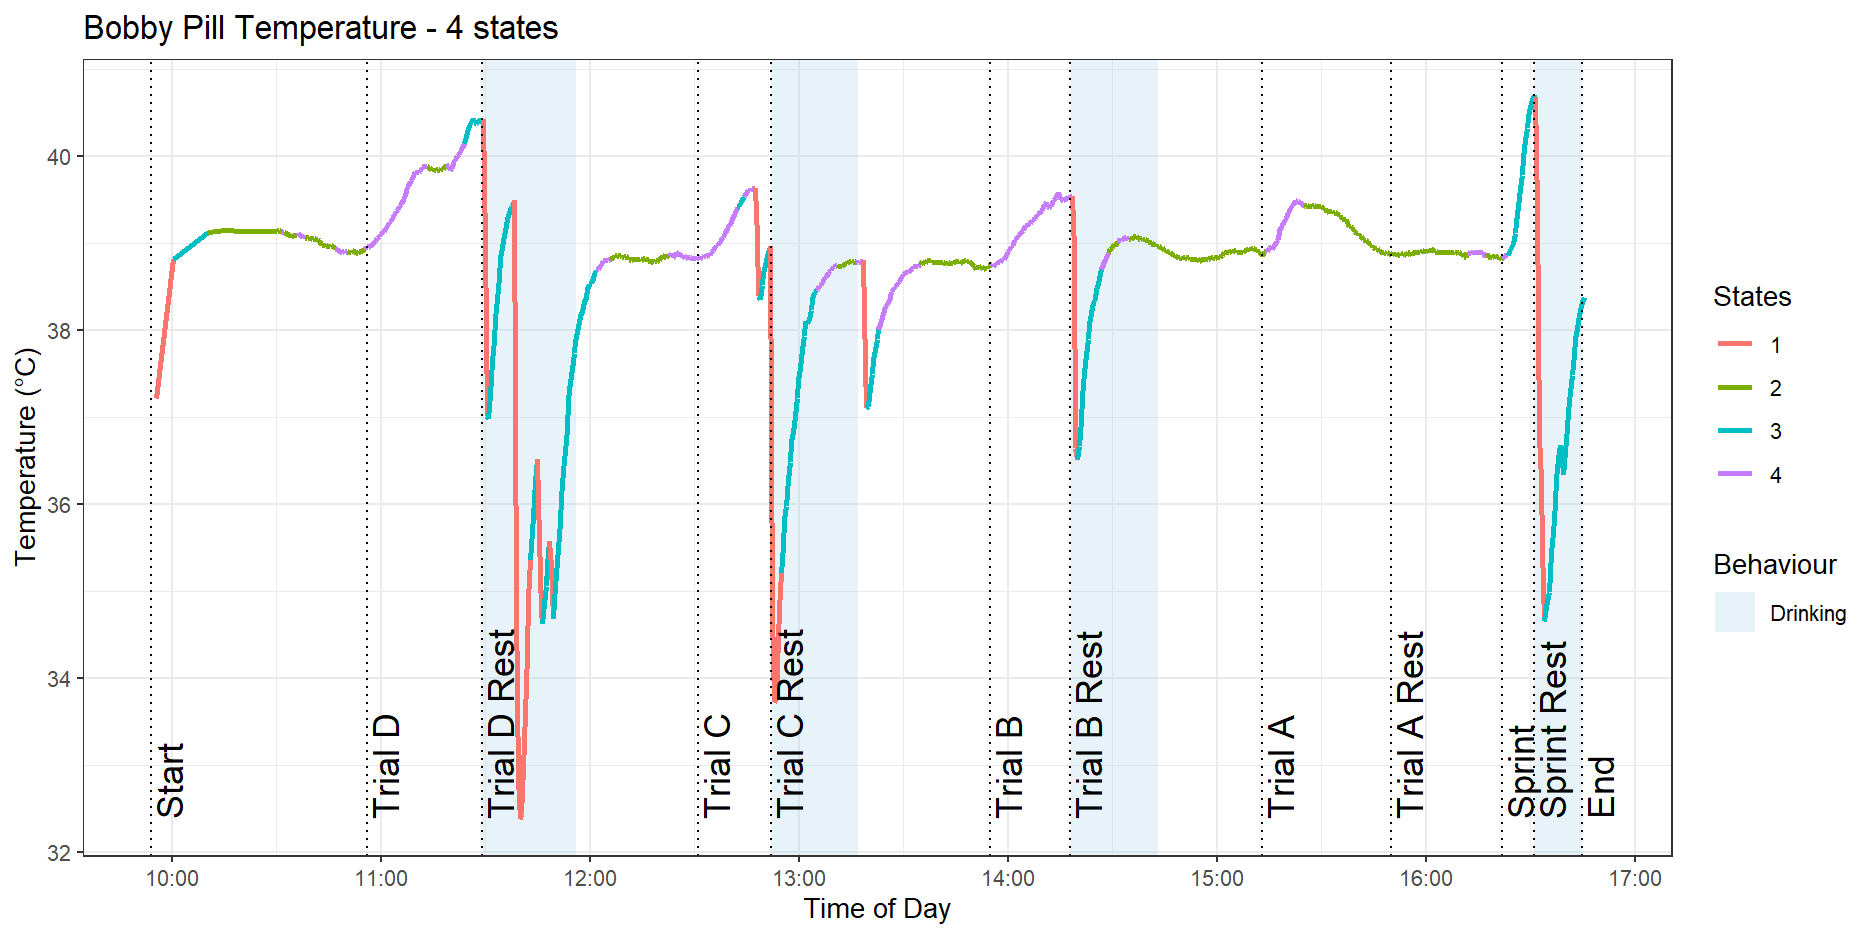 Bobby Pill Temperature - 4 states
Temperature (°C)
40
38
36
34
32
Start
Trial D
Trial D Rest
Trial C
Trial C Rest
Trial B
Trial B Rest
Trial A
Trial A Rest
Sprint
Sprint Rest
End
10:00
11:00
12:00
13:00
14:00
15:00
16:00
17:00
Time of Day
States
1
2
3
4
Behaviour
Drinking